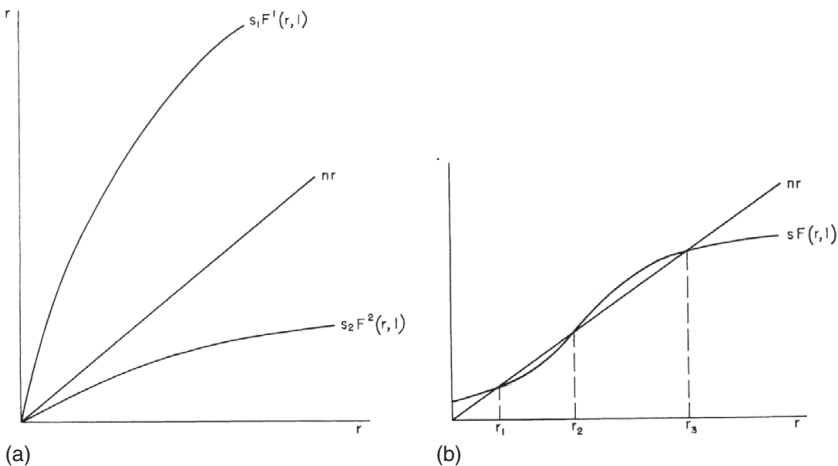 r
s₁F¹(r,1)
nr
s₂F²(r,1)
r
(a)
nr
sF(r,1)
r₁
r₂
r₃
r
(b)